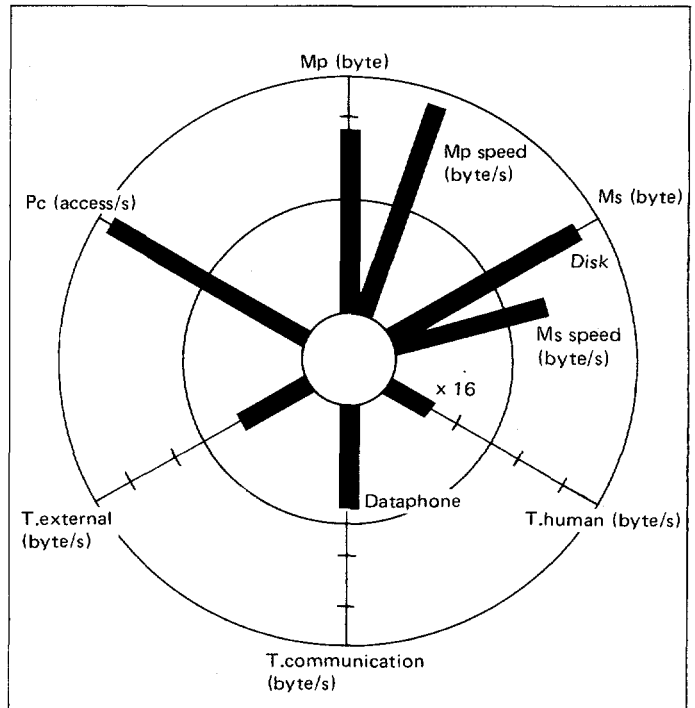 Mp (byte)
Mp speed
(byte/s)
Pc (access/s)
Ms (byte)
Disk
Ms speed
(byte/s)
x 16
Dataphone
T.external
(byte/s)
T.human (byte/s)
T.communication
(byte/s)